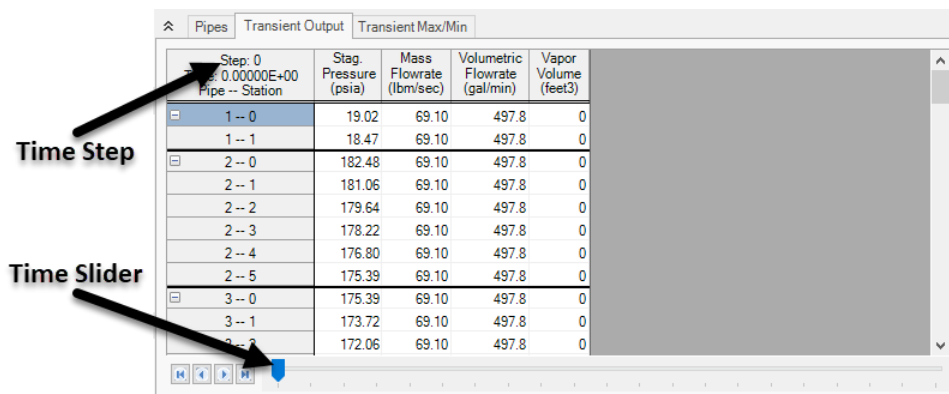 Pipes Transient Output Transient Max/Min
Step: 0 Stag. Mass Volumetric Vapor
0.00000E+00 Pressure Flowrate Flowrate Volume
Pipe -- Station (psia) (lbm/sec) (gal/min) (feet3)
1 -- 0 19.02 69.10 497.8 0
1 -- 1 18.47 69.10 497.8 0
Time Step
2 -- 0 182.48 69.10 497.8 0
2 -- 1 181.06 69.10 497.8 0
2 -- 2 179.64 69.10 497.8 0
2 -- 3 178.22 69.10 497.8 0
2 -- 4 176.80 69.10 497.8 0
Time Slider
2 -- 5 175.39 69.10 497.8 0
3 -- 0 175.39 69.10 497.8 0
3 -- 1 173.72 69.10 497.8 0
172.06 69.10 497.8 0